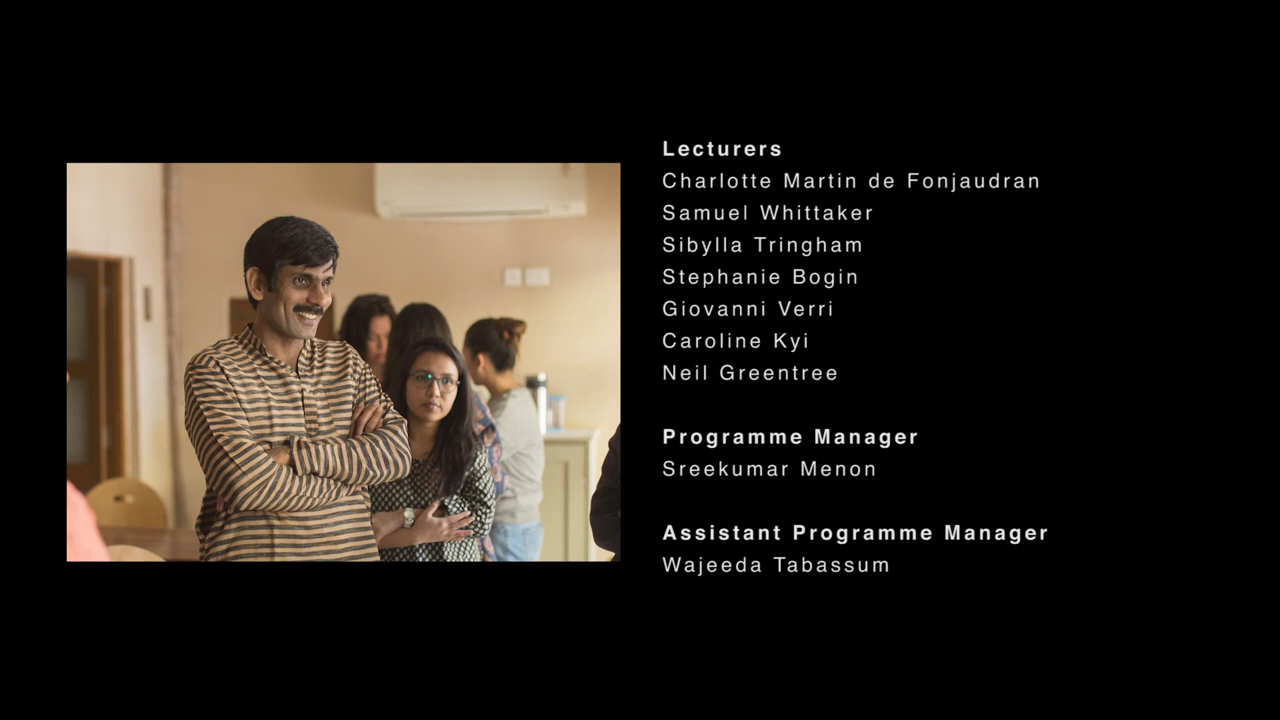 Lecturers
Charlotte Martin de Fonjaudran
Samuel Whittaker
Sibylla Tringham
Stephanie Bogin
Giovanni Verri
Caroline Kyi
Neil Greentree
Programme Manager
Sreekumar Menon
Assistant Programme Manager
Wajeeda Tabassum